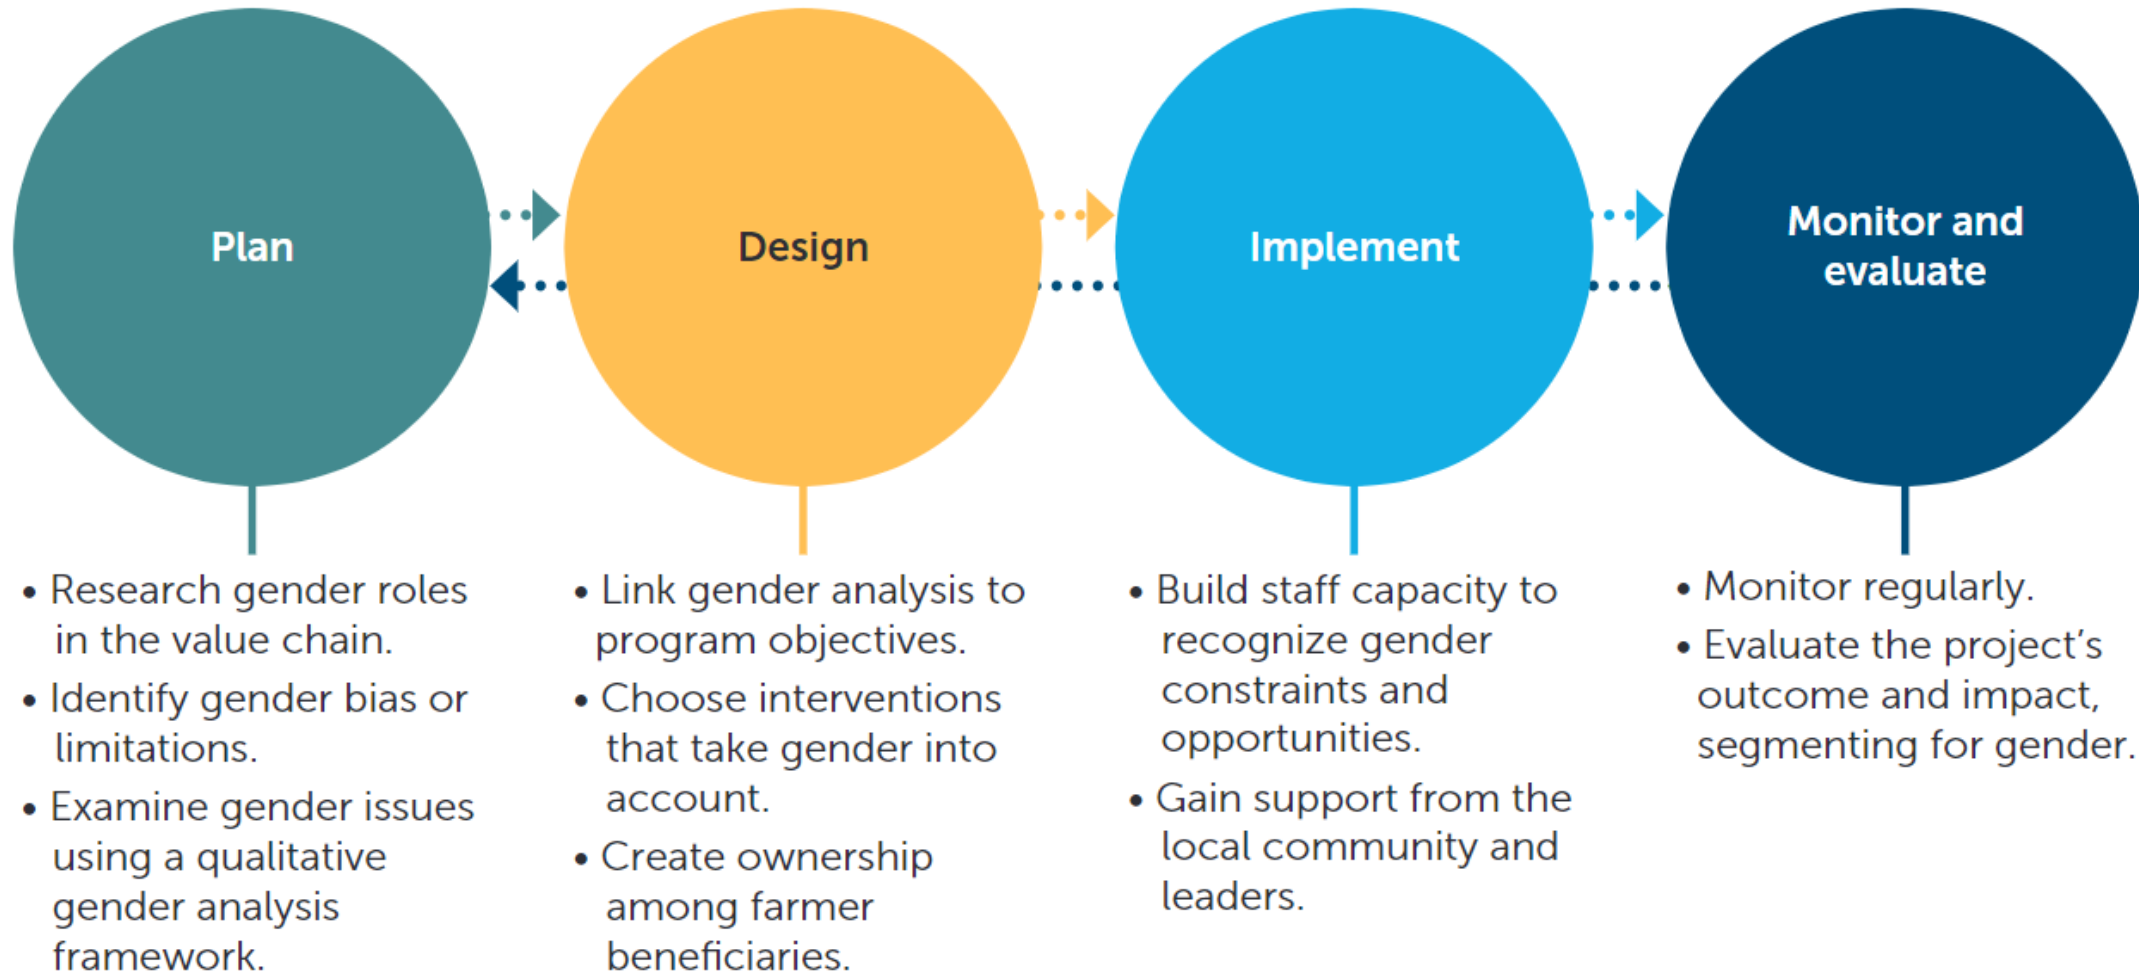 Plan
Design
Implement
Monitor and
evaluate
• Research gender roles
in the value chain.
• Identify gender bias or
limitations.
• Examine gender issues
using a qualitative
gender analysis
framework.
• Link gender analysis to
program objectives.
• Choose interventions
that take gender into
account.
• Create ownership
among farmer
beneficiaries.
• Build staff capacity to
recognize gender
constraints and
opportunities.
• Gain support from the
local community and
leaders.
• Monitor regularly.
• Evaluate the project’s
outcome and impact,
segmenting for gender.